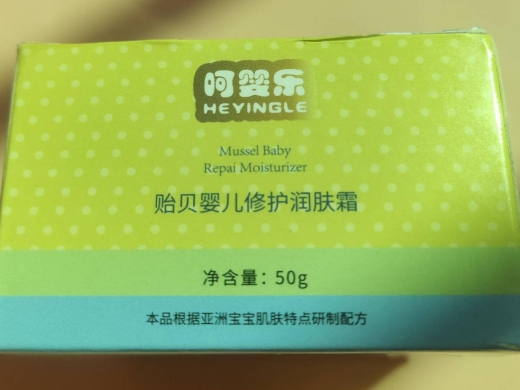 呵婴乐
HEYINGLE
Mussel Baby
Repai Moisturizer
贻贝婴儿修护润肤霜
净含量：50g
本品根据亚洲宝宝肌肤特点研制配方